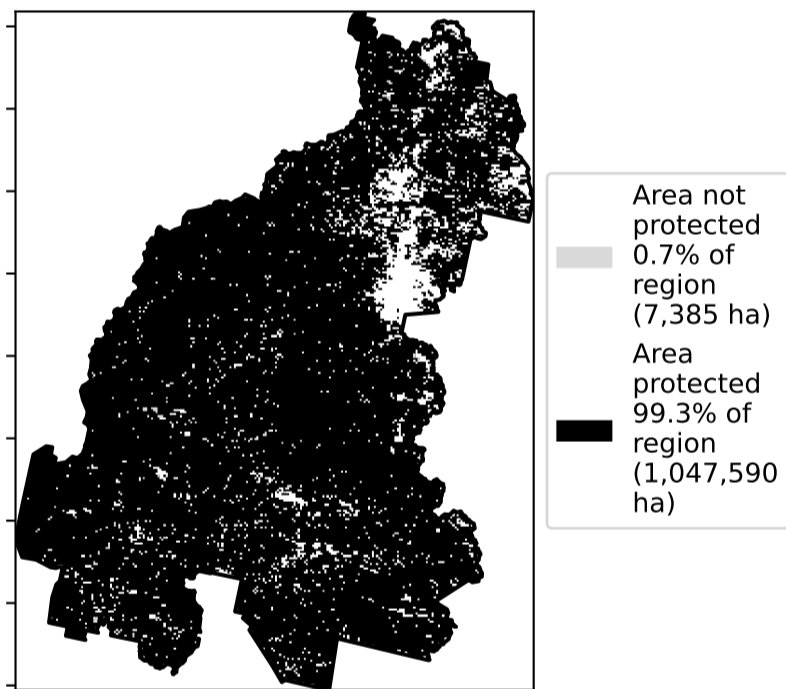 Area not
protected
0.7% of
region
(7,385 ha)
Area
protected
99.3% of
region
(1,047,590
ha)